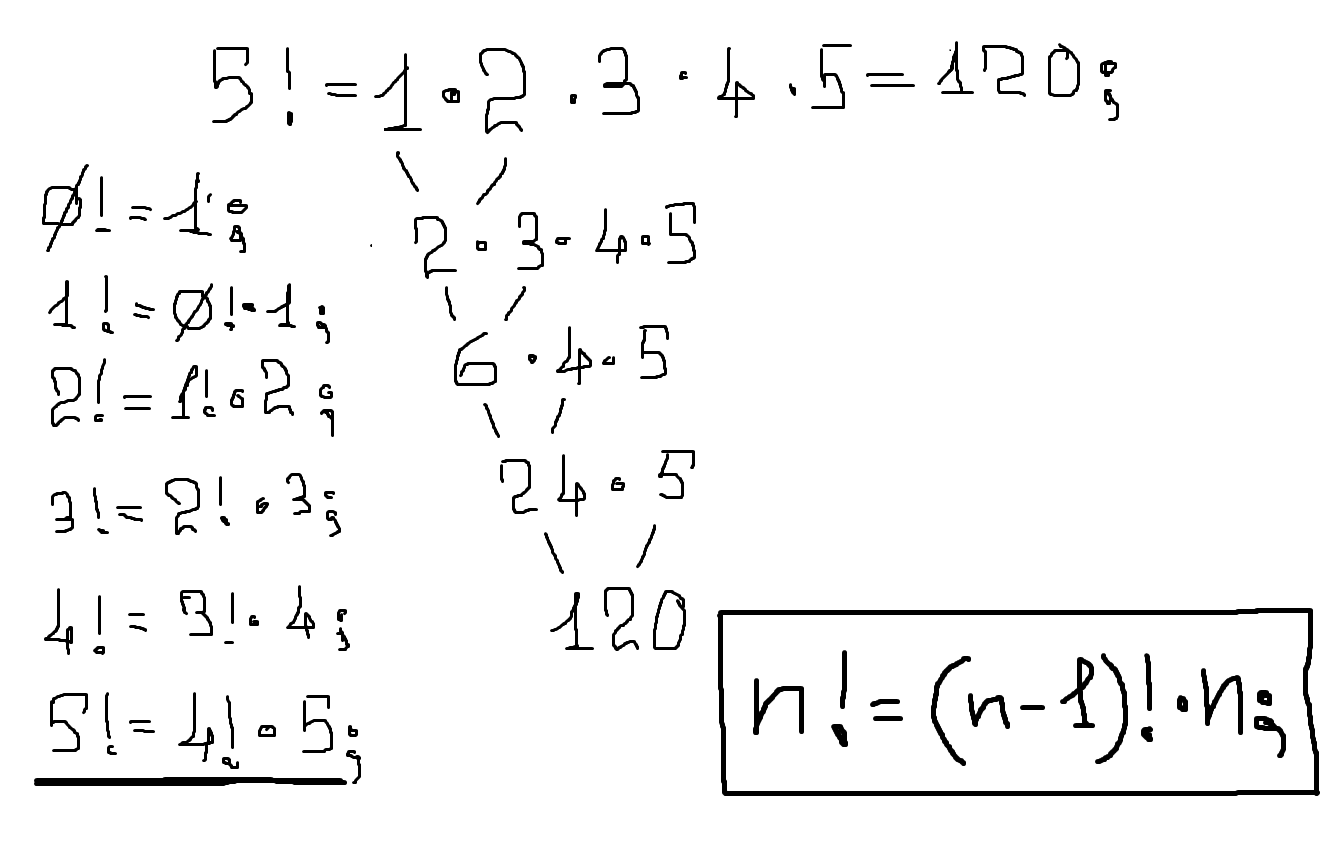 5! = 1 · 2 · 3 · 4 · 5 = 120;
0! = 1;
1! = 0! · 1;
2! = 1! · 2;
3! = 2! · 3;
4! = 3! · 4;
5! = 4! · 5;
2 · 3 · 4 · 5
6 · 4 · 5
24 · 5
120
n! = (n-1)! · n;